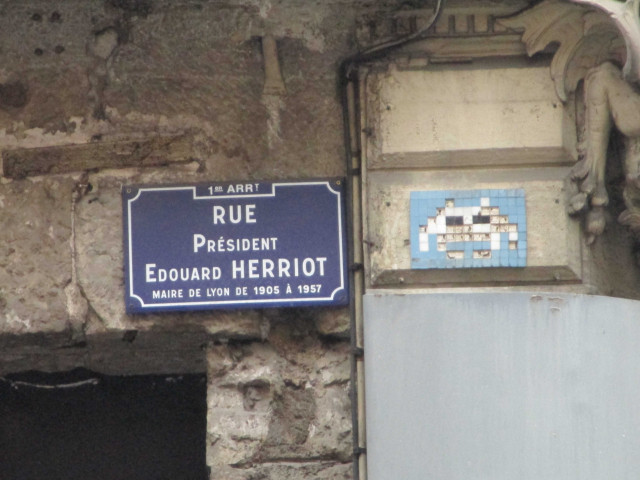 1ER ARRT
RUE
PRÉSIDENT
EDOUARD HERRIOT
MAIRE DE LYON DE 1905 À 1957